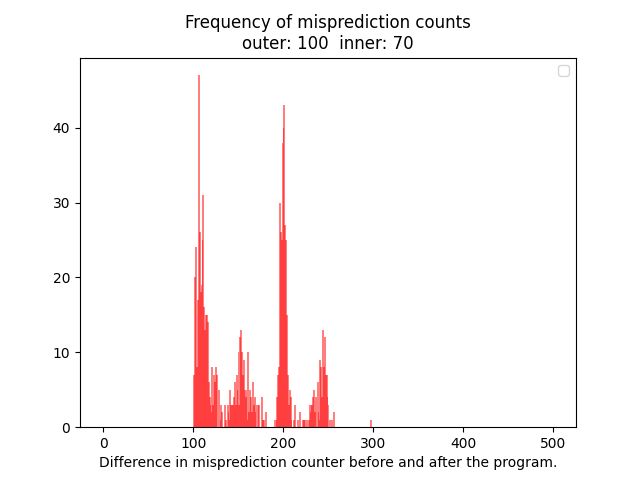 Frequency of misprediction counts
outer: 100  inner: 70
40
30
20
10
0
0 100 200 300 400 500
Difference in misprediction counter before and after the program.